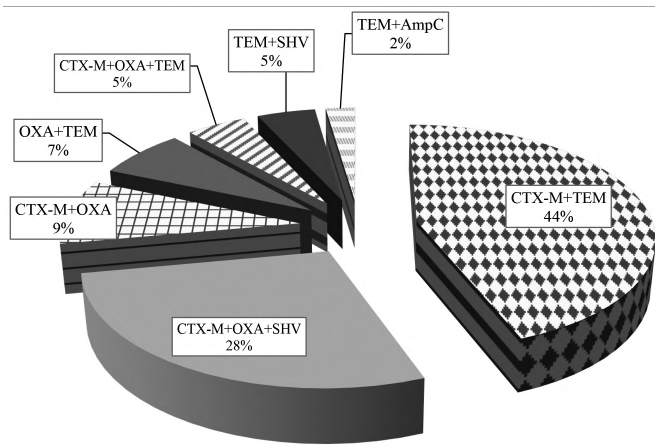 TEM+AmpC
2%
TEM+SHV
5%
CTX-M+OXA+TEM
5%
OXA+TEM
7%
CTX-M+OXA
9%
CTX-M+TEM
44%
CTX-M+OXA+SHV
28%